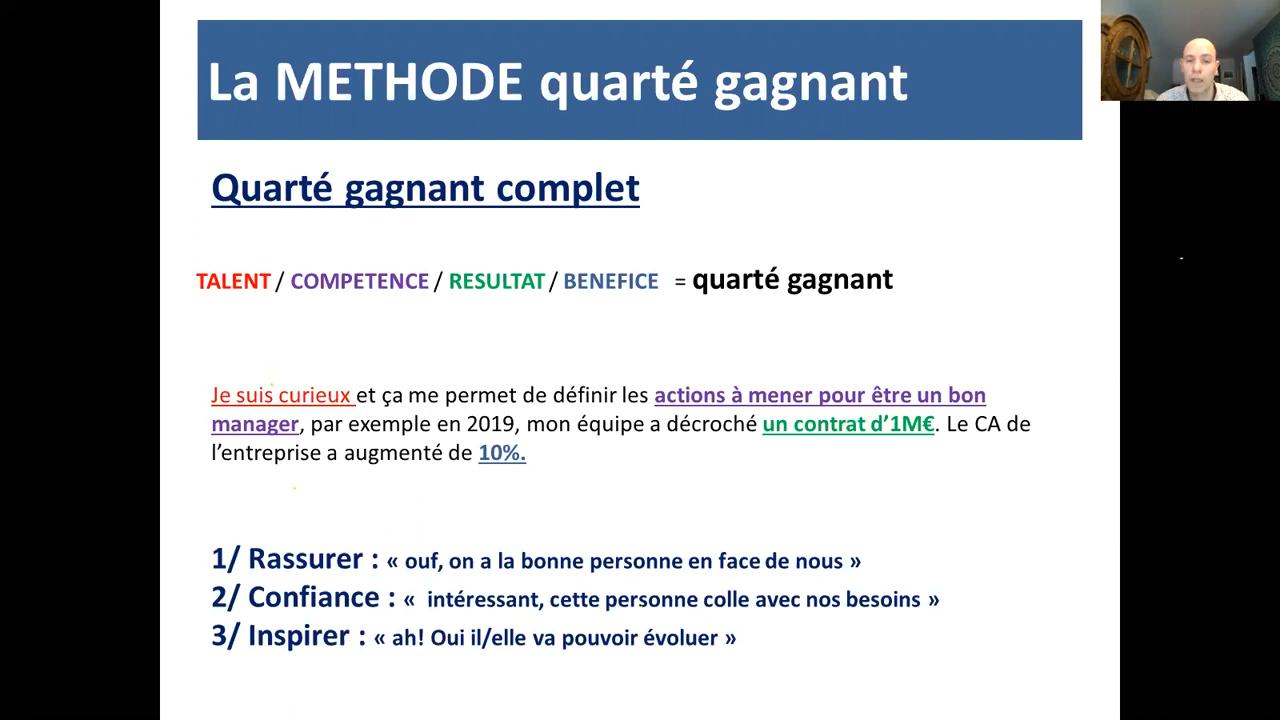 La METHODE quarté gagnant
Quarté gagnant complet
TALENT / COMPETENCE / RESULTAT / BENEFICE = quarté gagnant
Je suis curieux et ça me permet de définir les actions à mener pour être un bon
manager, par exemple en 2019, mon équipe a décroché un contrat d’1M€. Le CA de
l’entreprise a augmenté de 10%.
1/ Rassurer : « ouf, on a la bonne personne en face de nous »
2/ Confiance : «  intéressant, cette personne colle avec nos besoins »
3/ Inspirer : « ah! Oui il/elle va pouvoir évoluer »